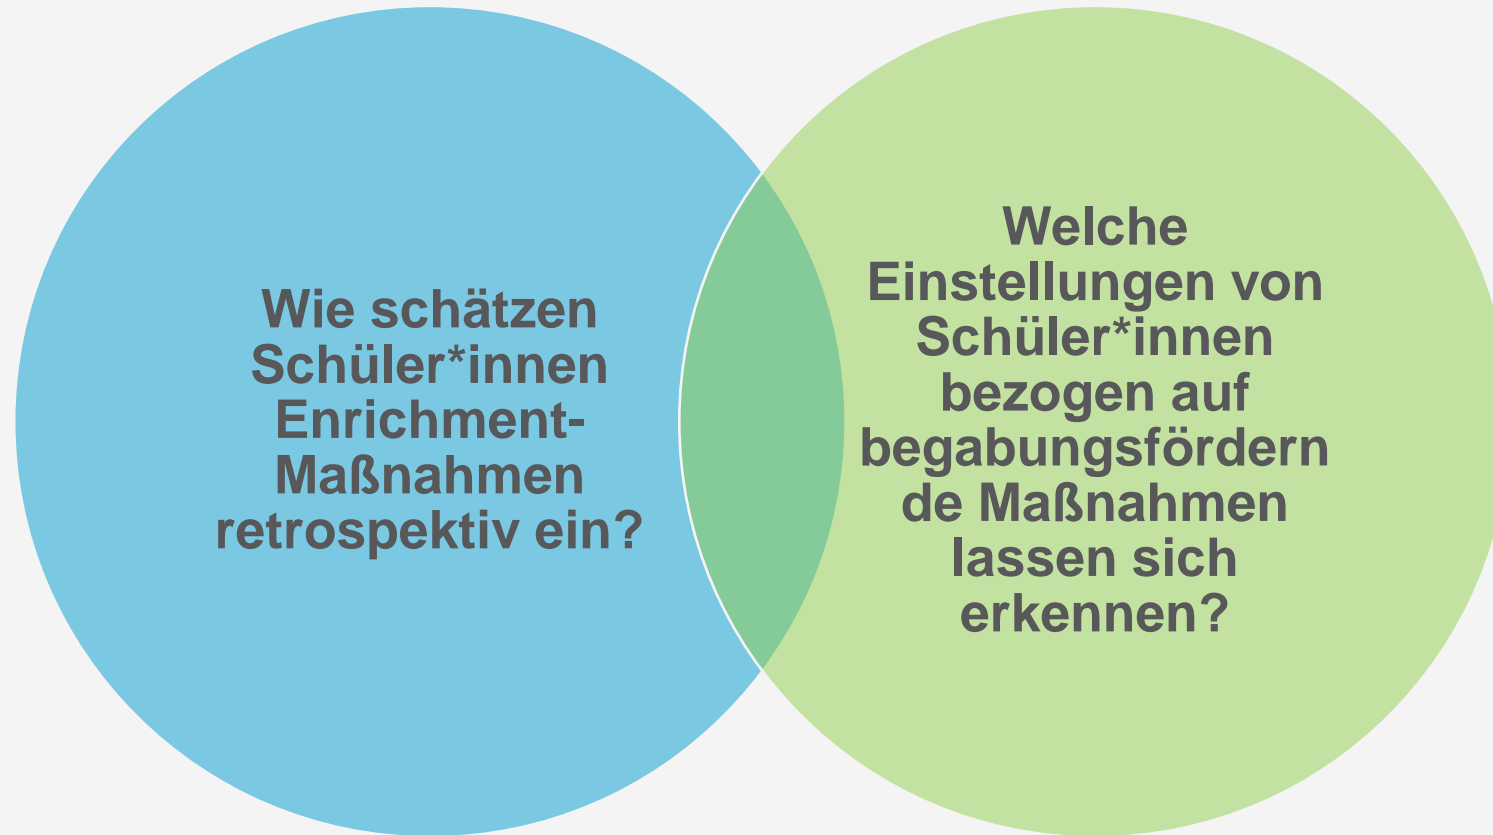 Wie schätzen
Schüler*innen
Enrichment-
Maßnahmen
retrospektiv ein?
Welche
Einstellungen von
Schüler*innen
bezogen auf
begabungsfördern
de Maßnahmen
lassen sich
erkennen?